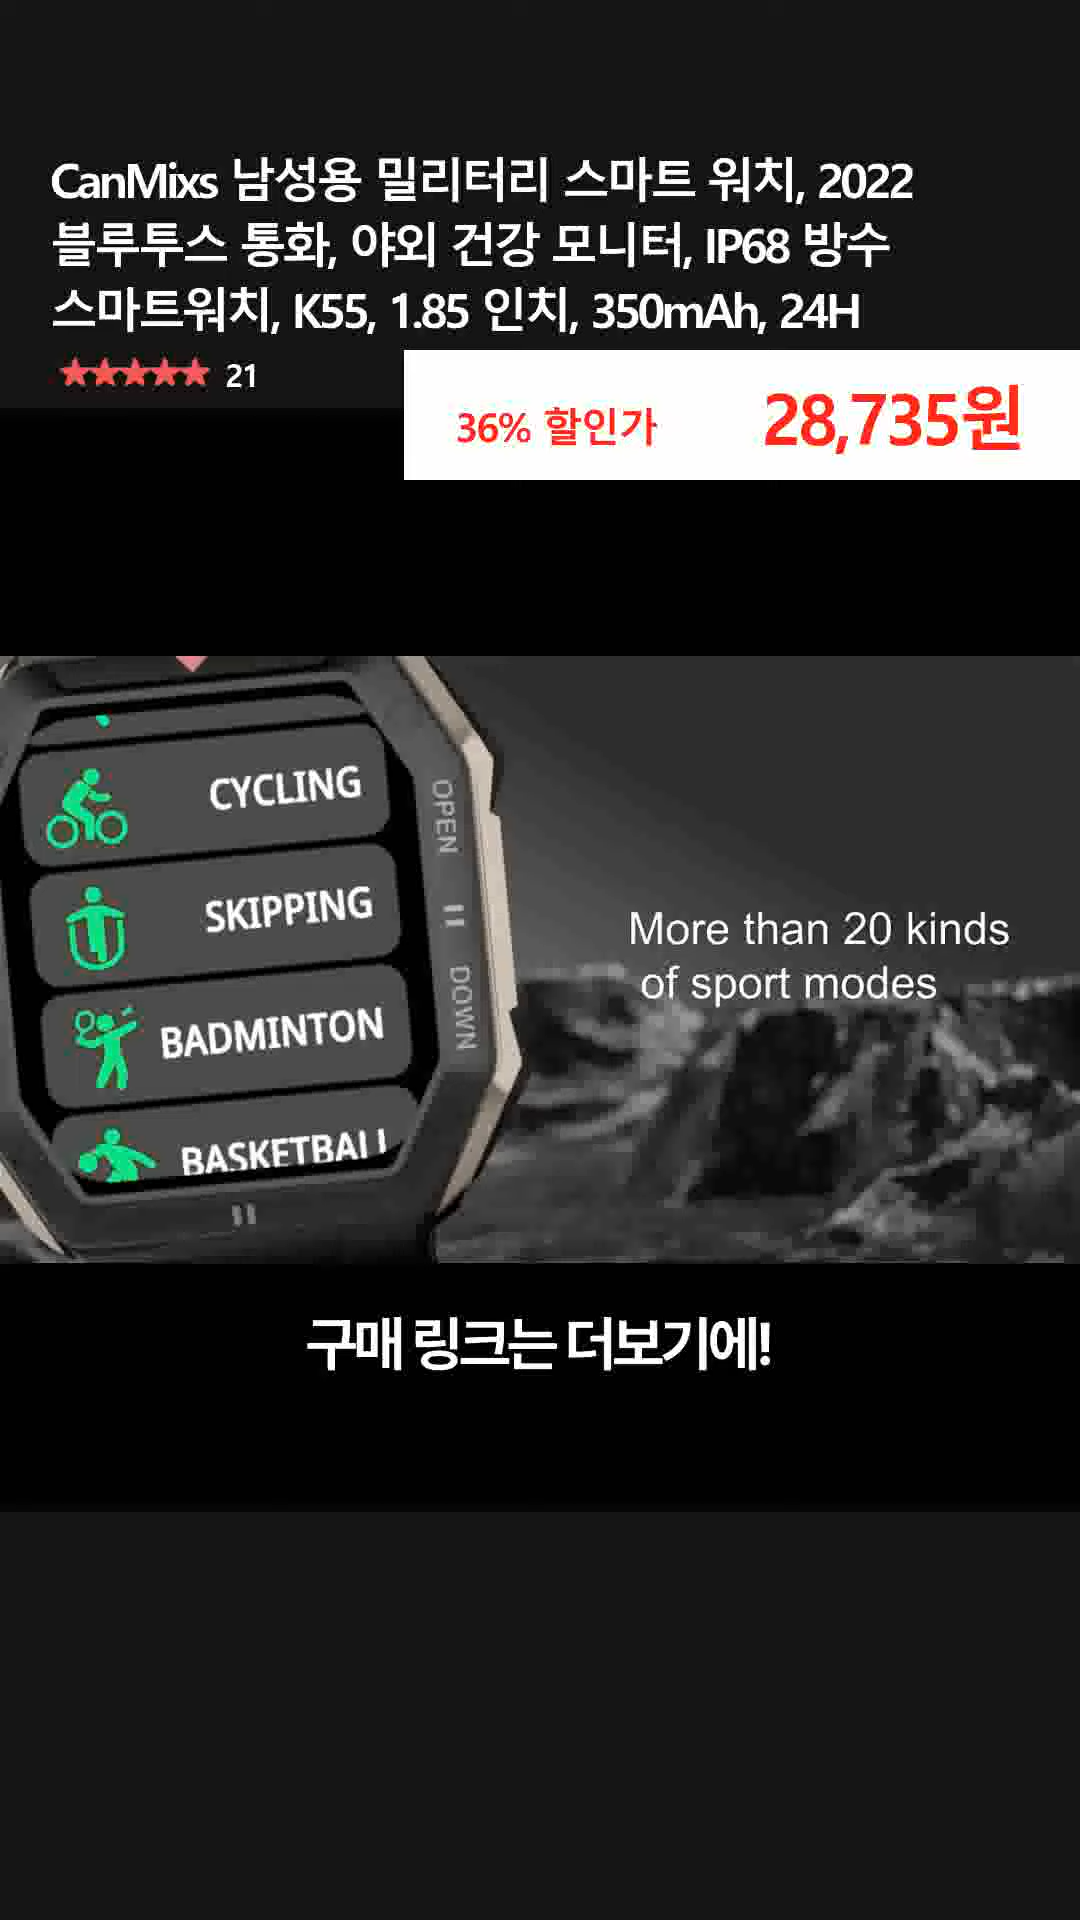 CanMixs 남성용 밀리터리 스마트 워치, 2022
블루투스 통화, 야외 건강 모니터, IP68 방수
스마트워치, K55, 1.85 인치, 350mAh, 24H
21
36% 할인가 28,735원
CYCLING
SKIPPING
BADMINTON
BASKETBALL
OPEN
DOWN
More than 20 kinds
of sport modes
구매 링크는 더보기에!